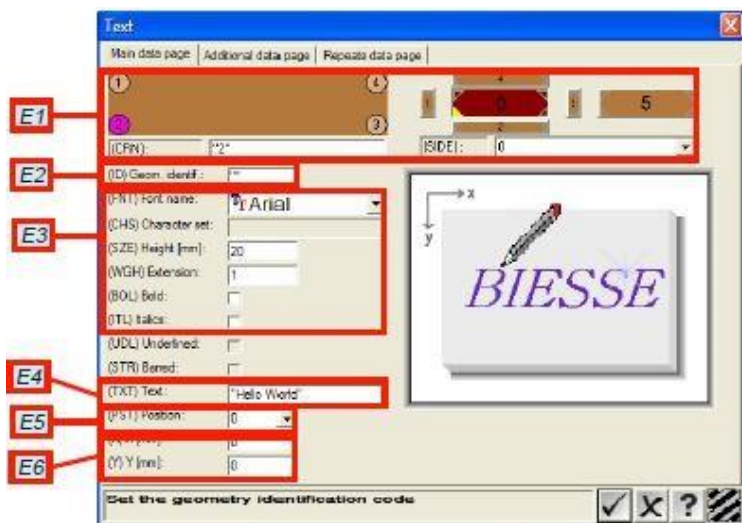 Text
Main data page Additional data page Repeats data page
1 4
2 3
0 5
E1
(CRN): "2" (SIDE): 0
E2
(ID) Geom. identif.: ""
(FNT) Font name: Arial
(CHS) Character set:
E3
(SZE) Height [mm]: 20
(WGH) Extension: 1
(BOL) Bold:
(ITL) Italics:
(UDL) Undefined:
(STR) Barred:
E4
(TXT) Text: "Hello World"
E5
(PST) Position: 0
0
E6
(Y) Y [mm]: 0
x
y
BIESSE
Set the geometry identification code
?